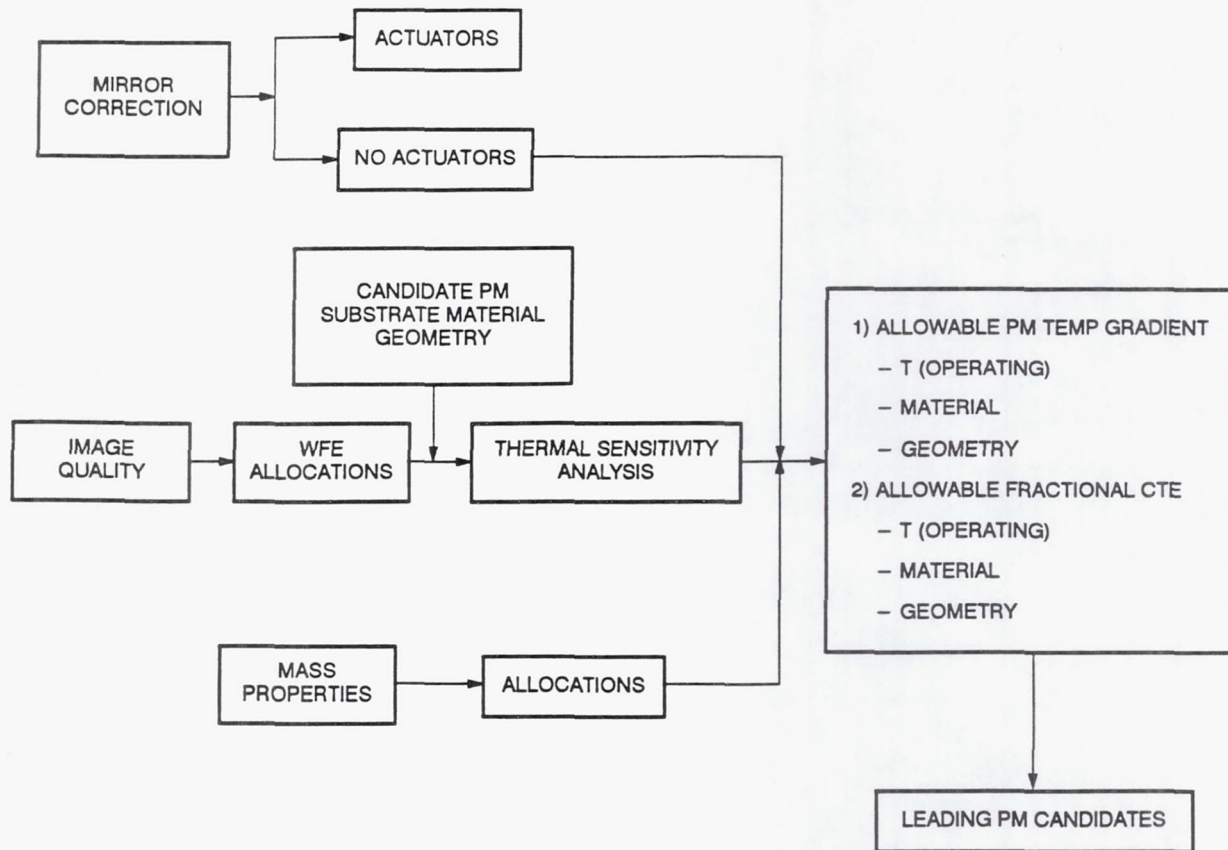 ACTUATORS
MIRROR
CORRECTION
NO ACTUATORS
CANDIDATE PM
SUBSTRATE MATERIAL
GEOMETRY
IMAGE
QUALITY
WFE
ALLOCATIONS
THERMAL SENSITIVITY
ANALYSIS
MASS
PROPERTIES
ALLOCATIONS
1) ALLOWABLE PM TEMP GRADIENT
– T (OPERATING)
– MATERIAL
– GEOMETRY
2) ALLOWABLE FRACTIONAL CTE
– T (OPERATING)
– MATERIAL
– GEOMETRY
LEADING PM CANDIDATES